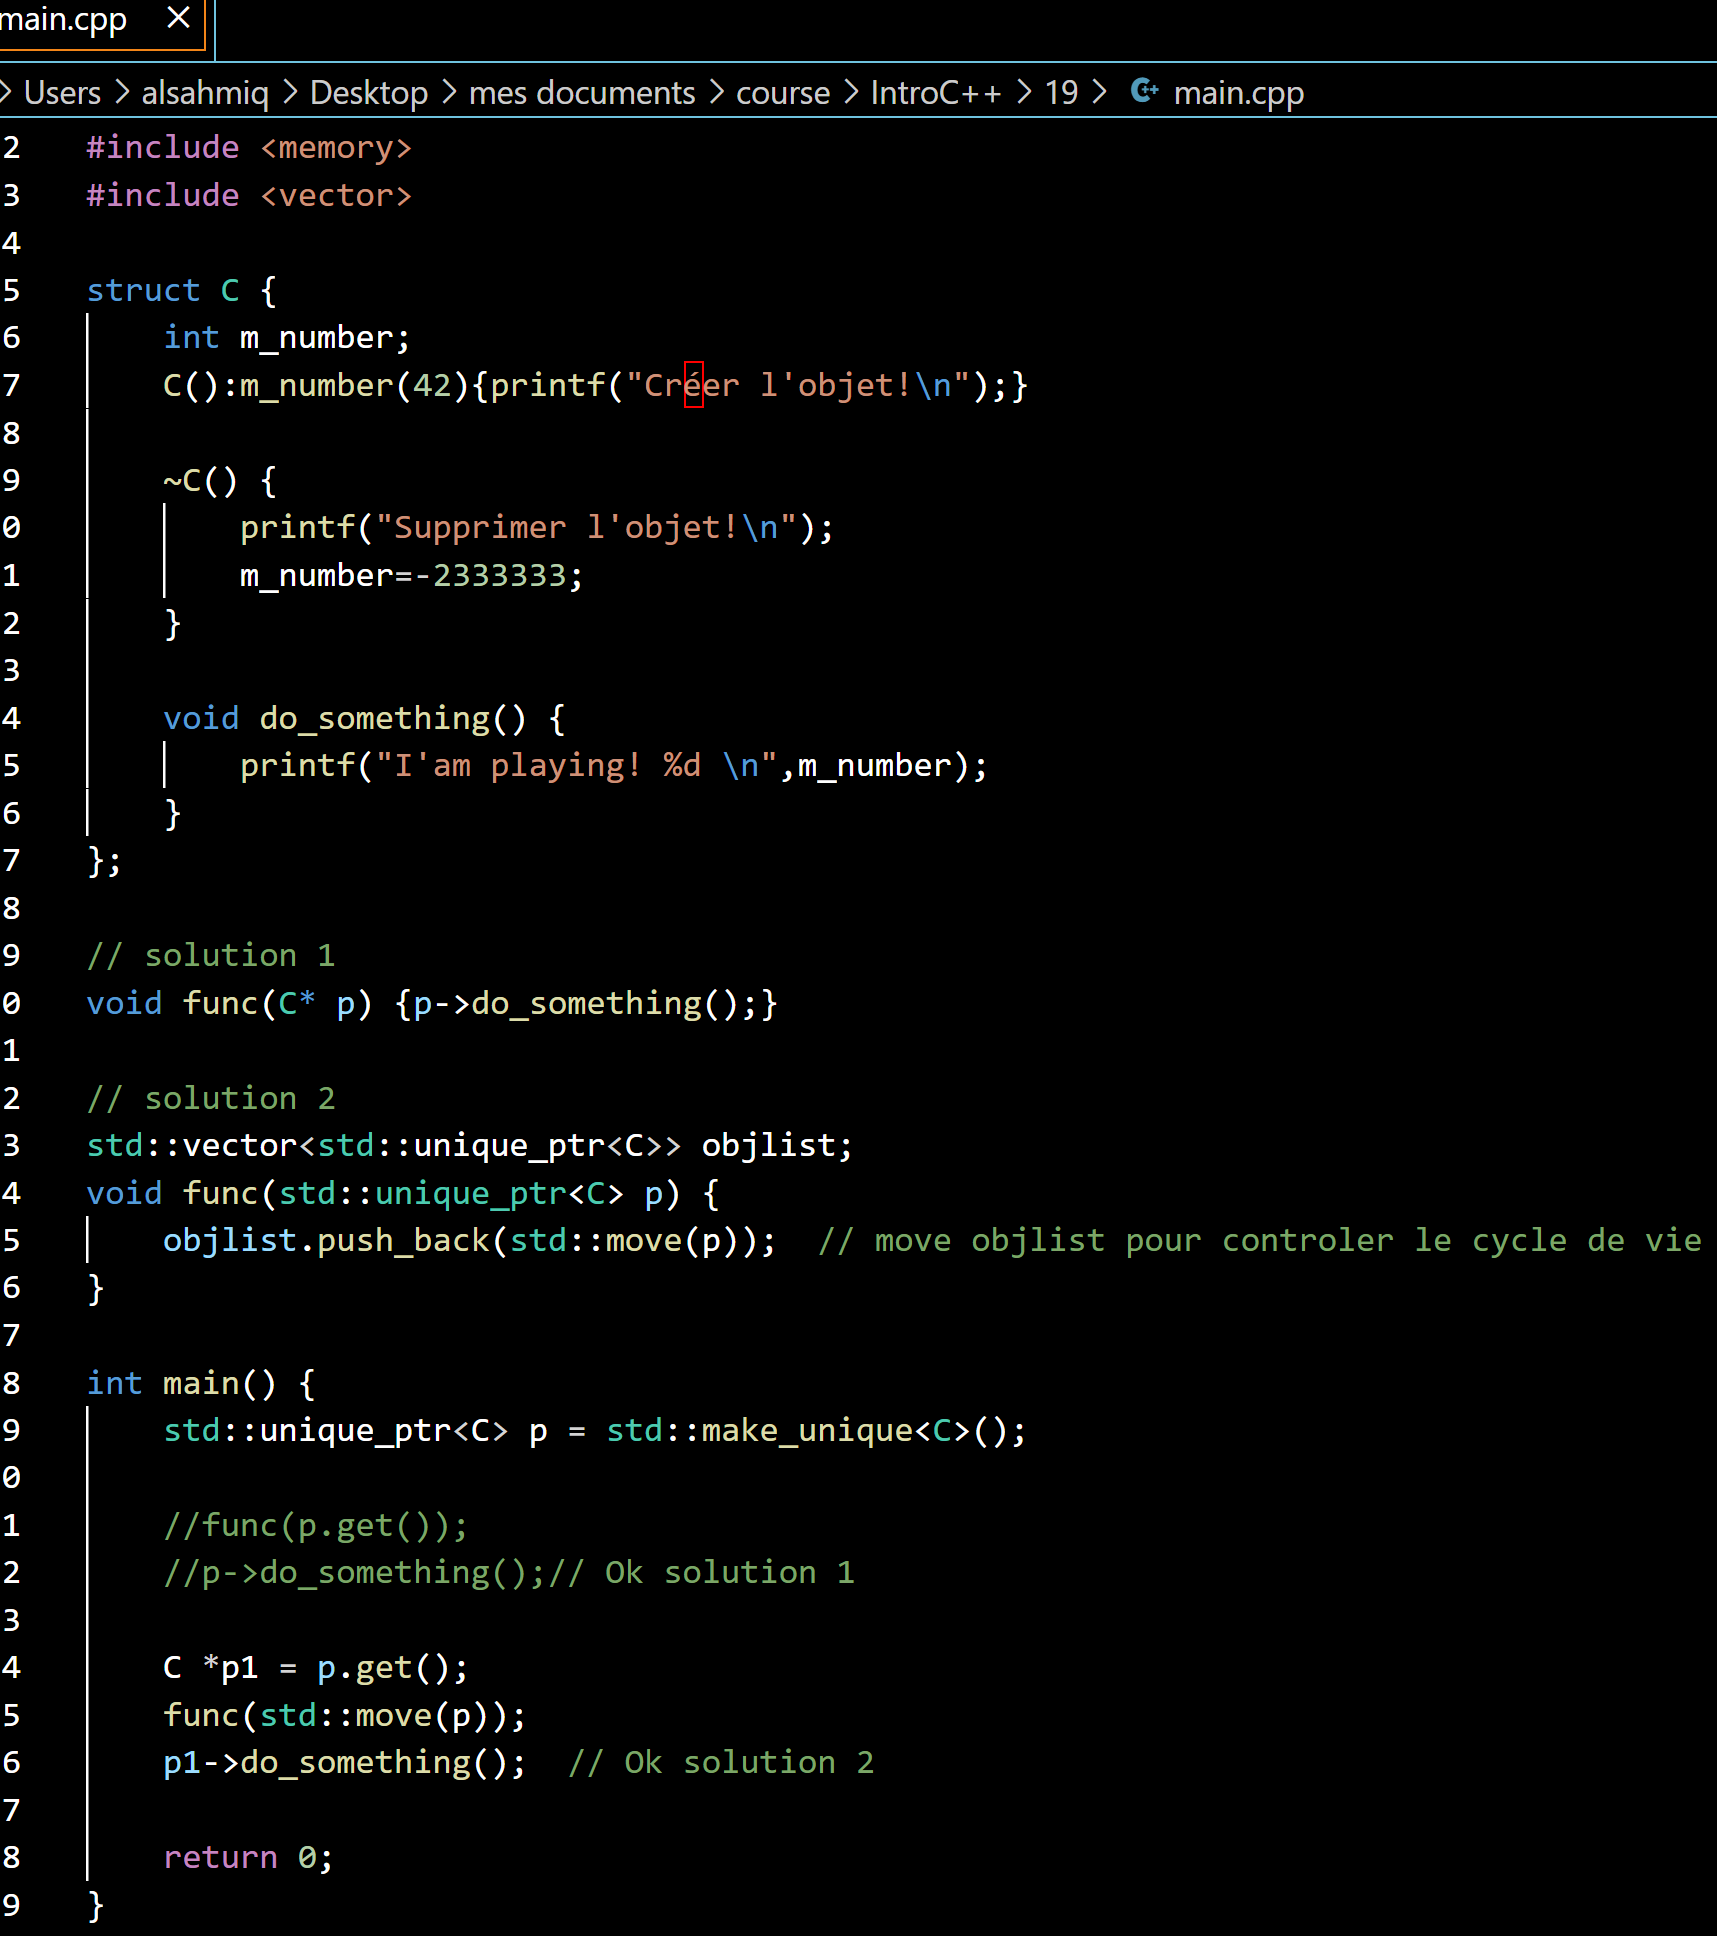 main.cpp ×
> Users > alsahmiq > Desktop > mes documents > course > IntroC++ > 19 > main.cpp
2 #include <memory>
3 #include <vector>
4
5 struct C {
6     int m_number;
7     C():m_number(42){printf("Créer l'objet!\n");}
8
9     ~C() {
0         printf("Supprimer l'objet!\n");
1         m_number=-2333333;
2     }
3
4     void do_something() {
5         printf("I'am playing! %d \n",m_number);
6     }
7 };
8
9 // solution 1
0 void func(C* p) {p->do_something();}
1
2 // solution 2
3 std::vector<std::unique_ptr<C>> objlist;
4 void func(std::unique_ptr<C> p) {
5     objlist.push_back(std::move(p));  // move objlist pour controler le cycle de vie
6 }
7
8 int main() {
9     std::unique_ptr<C> p = std::make_unique<C>();
0
1     //func(p.get());
2     //p->do_something();// Ok solution 1
3
4     C *p1 = p.get();
5     func(std::move(p));
6     p1->do_something();  // Ok solution 2
7
8     return 0;
9 }